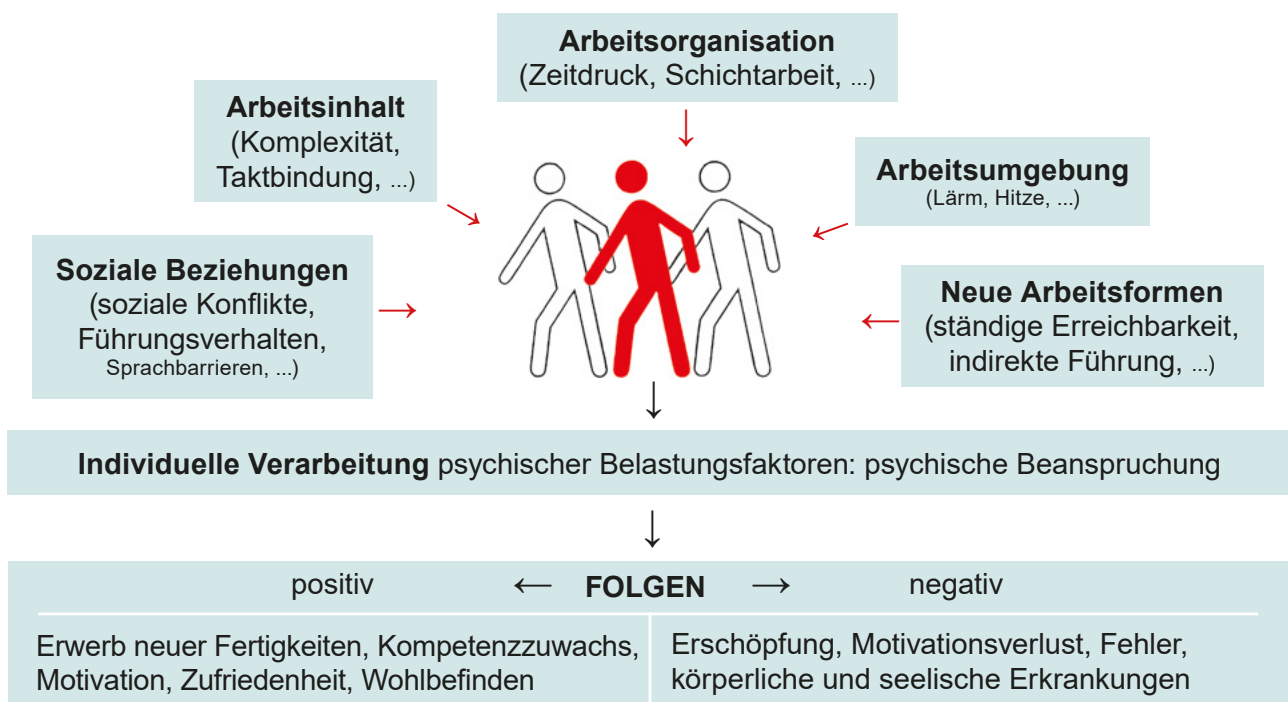 Arbeitsorganisation
(Zeitdruck, Schichtarbeit, ...)
Arbeitsinhalt
(Komplexität,
Taktbindung, ...)
Arbeitsumgebung
(Lärm, Hitze, ...)
Soziale Beziehungen
(soziale Konflikte,
Führungsverhalten,
Sprachbarrieren, ...)
Neue Arbeitsformen
(ständige Erreichbarkeit,
indirekte Führung, ...)
Individuelle Verarbeitung psychischer Belastungsfaktoren: psychische Beanspruchung
positiv ← FOLGEN → negativ
Erwerb neuer Fertigkeiten, Kompetenzzuwachs,
Motivation, Zufriedenheit, Wohlbefinden
Erschöpfung, Motivationsverlust, Fehler,
körperliche und seelische Erkrankungen